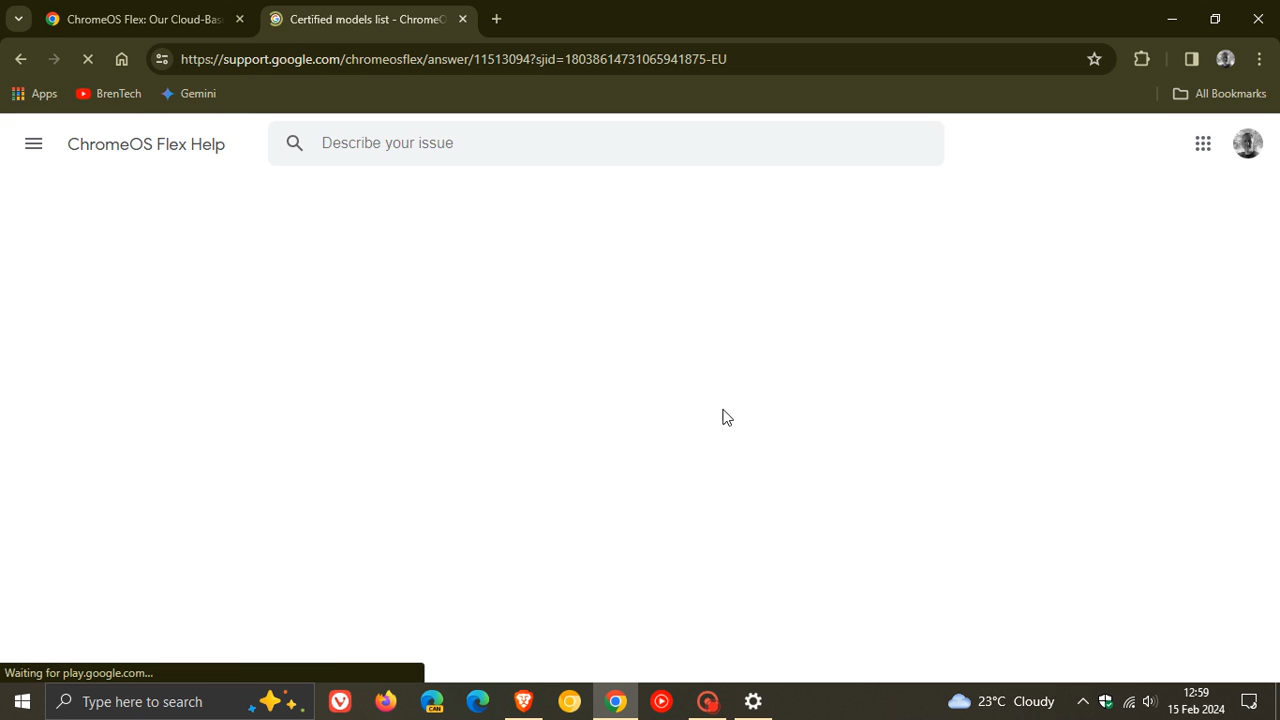 ChromeOS Flex: Our Cloud-Bas
Certified models list - ChromeO
https://support.google.com/chromeosflex/answer/11513094?sjid=18038614731065941875-EU
Apps
BrenTech
Gemini
All Bookmarks
ChromeOS Flex Help
Describe your issue
Waiting for play.google.com...
Type here to search
CAN
23°C Cloudy
12:59
15 Feb 2024